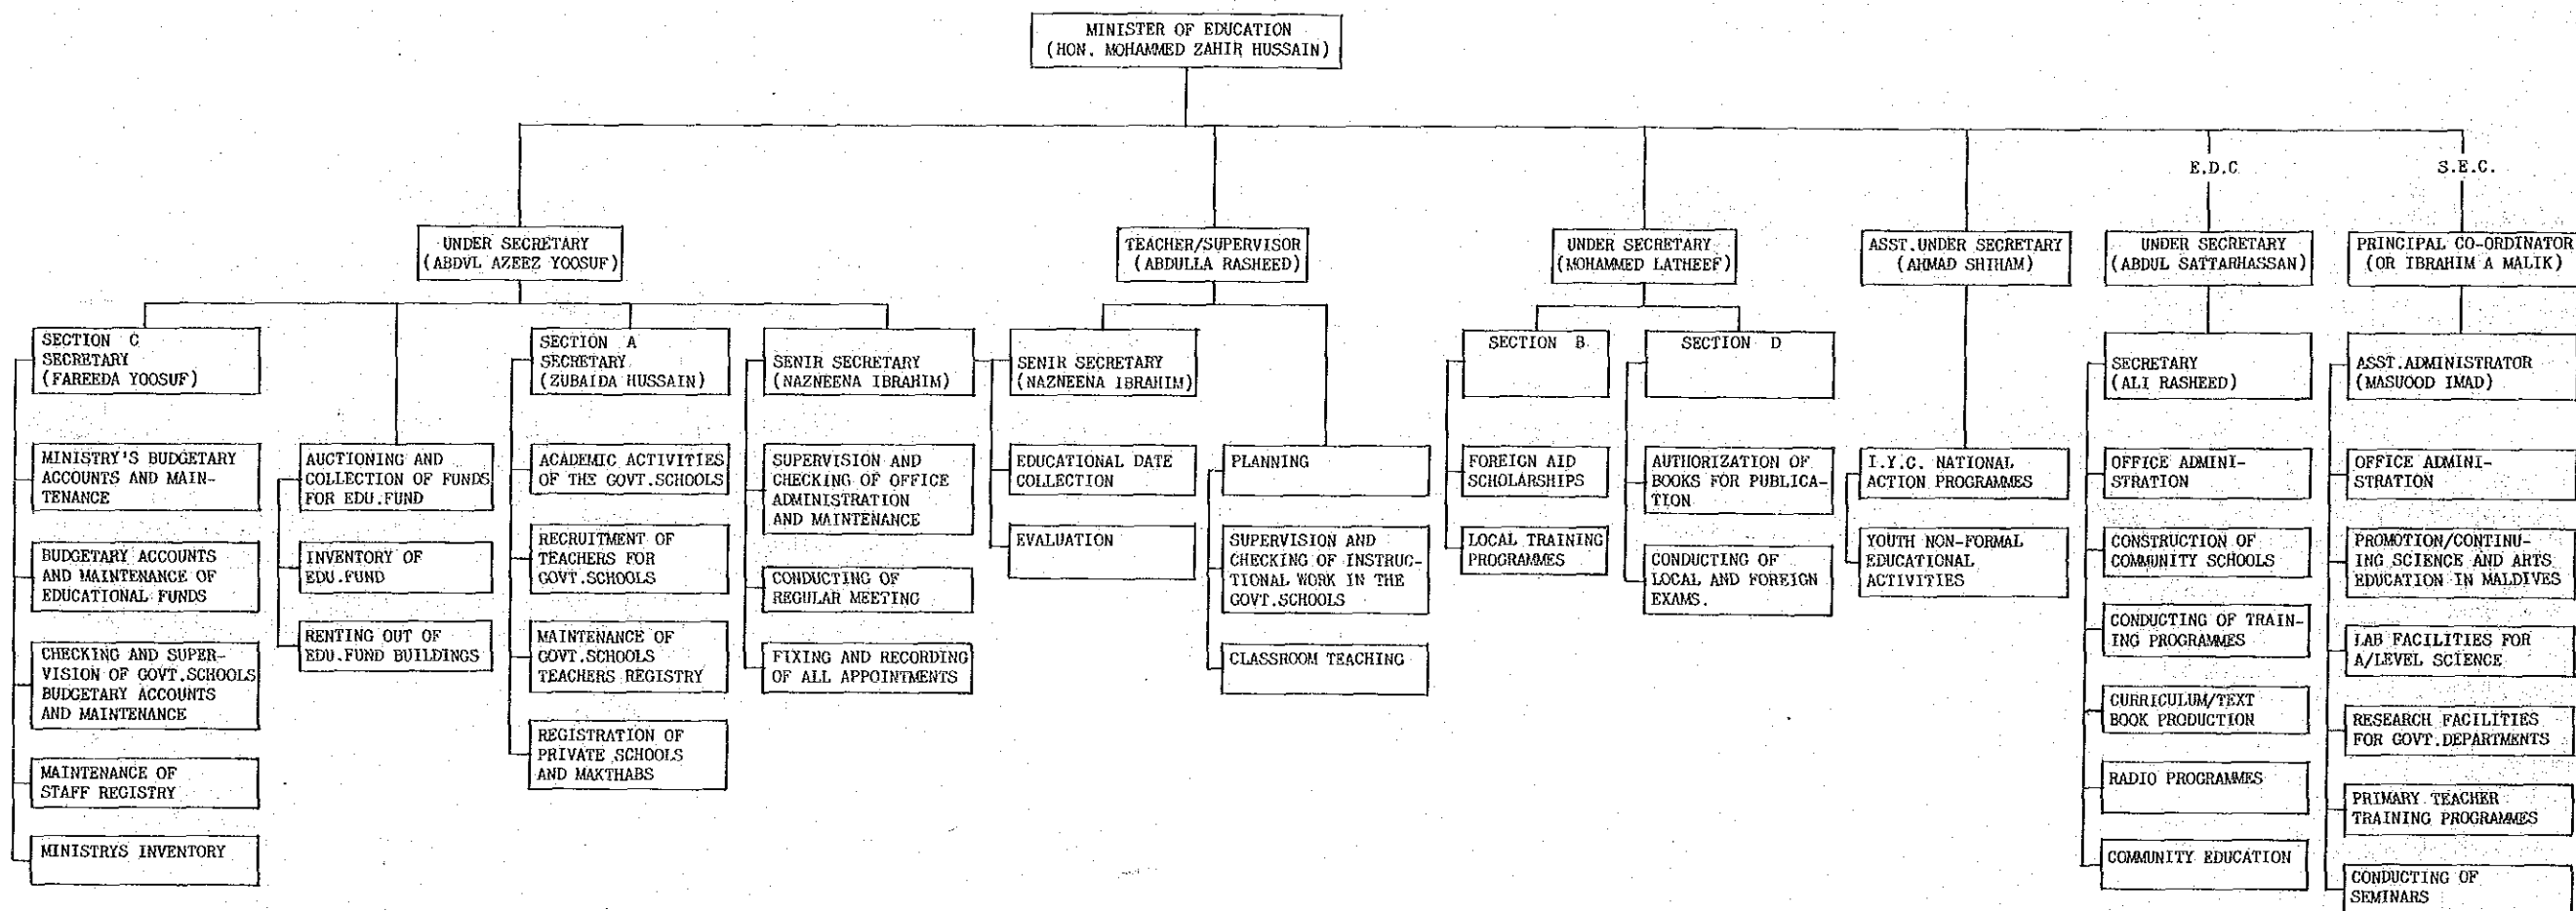 MINISTER OF EDUCATION
(HON. MOHAMMED ZAHIR HUSSAIN)
E.D.C
S.E.C.
UNDER SECRETARY
(ABDVL AZEEZ YOOSUF)
TEACHER/SUPERVISOR
(ABDULLA RASHEED)
UNDER SECRETARY
(MOHAMMED LATHEEF)
ASST.UNDER SECRETARY
(AHMAD SHIHAM)
UNDER SECRETARY
(ABDUL SATTARHASSAN)
PRINCIPAL CO-ORDINATOR
(OR IBRAHIM A MALIK)
SECTION C
SECRETARY
(FAREEDA YOOSUF)
MINISTRY'S BUDGETARY
ACCOUNTS AND MAIN-
TENANCE
BUDGETARY ACCOUNTS
AND MAINTENANCE OF
EDUCATIONAL FUNDS
CHECKING AND SUPER-
VISION OF GOVT.SCHOOLS
BUDGETARY ACCOUNTS
AND MAINTENANCE
MAINTENANCE OF
STAFF REGISTRY
MINISTRYS INVENTORY
AUCTIONING AND
COLLECTION OF FUNDS
FOR EDU.FUND
INVENTORY OF
EDU.FUND
RENTING OUT OF
EDU.FUND BUILDINGS
SECTION A
SECRETARY
(ZUBAIDA HUSSAIN)
ACADEMIC ACTIVITIES
OF THE GOVT.SCHOOLS
RECRUITMENT OF
TEACHERS FOR
GOVT.SCHOOLS
MAINTENANCE OF
GOVT.SCHOOLS
TEACHERS REGISTRY
REGISTRATION OF
PRIVATE SCHOOLS
AND MAKTHABS
SENIR SECRETARY
(NAZNEENA IBRAHIM)
SUPERVISION AND
CHECKING OF OFFICE
ADMINISTRATION
AND MAINTENANCE
CONDUCTING OF
REGULAR MEETING
FIXING AND RECORDING
OF ALL APPOINTMENTS
SENIR SECRETARY
(NAZNEENA IBRAHIM)
EDUCATIONAL DATE
COLLECTION
EVALUATION
PLANNING
SUPERVISION AND
CHECKING OF INSTRUC-
TIONAL WORK IN THE
GOVT.SCHOOLS
CLASSROOM TEACHING
SECTION B
FOREIGN AID
SCHOLARSHIPS
LOCAL TRAINING
PROGRAMMES
SECTION D
AUTHORIZATION OF
BOOKS FOR PUBLICA-
TION
CONDUCTING OF
LOCAL AND FOREIGN
EXAMS.
I.Y.C. NATIONAL
ACTION PROGRAMMES
YOUTH NON-FORMAL
EDUCATIONAL
ACTIVITIES
SECRETARY
(ALI RASHEED)
OFFICE ADMINI-
STRATION
CONSTRUCTION OF
COMMUNITY SCHOOLS
CONDUCTING OF TRAIN-
ING PROGRAMMES
CURRICULUM/TEXT
BOOK PRODUCTION
RADIO PROGRAMMES
COMMUNITY EDUCATION
ASST.ADMINISTRATOR
(MASUOOD IMAD)
OFFICE ADMINI-
STRATION
PROMOTION/CONTINU-
ING SCIENCE AND ARTS
EDUCATION IN MALDIVES
LAB FACILITIES FOR
A/LEVEL SCIENCE
RESEARCH FACILITIES
FOR GOVT.DEPARTMENTS
PRIMARY TEACHER
TRAINING PROGRAMMES
CONDUCTING OF
SEMINARS